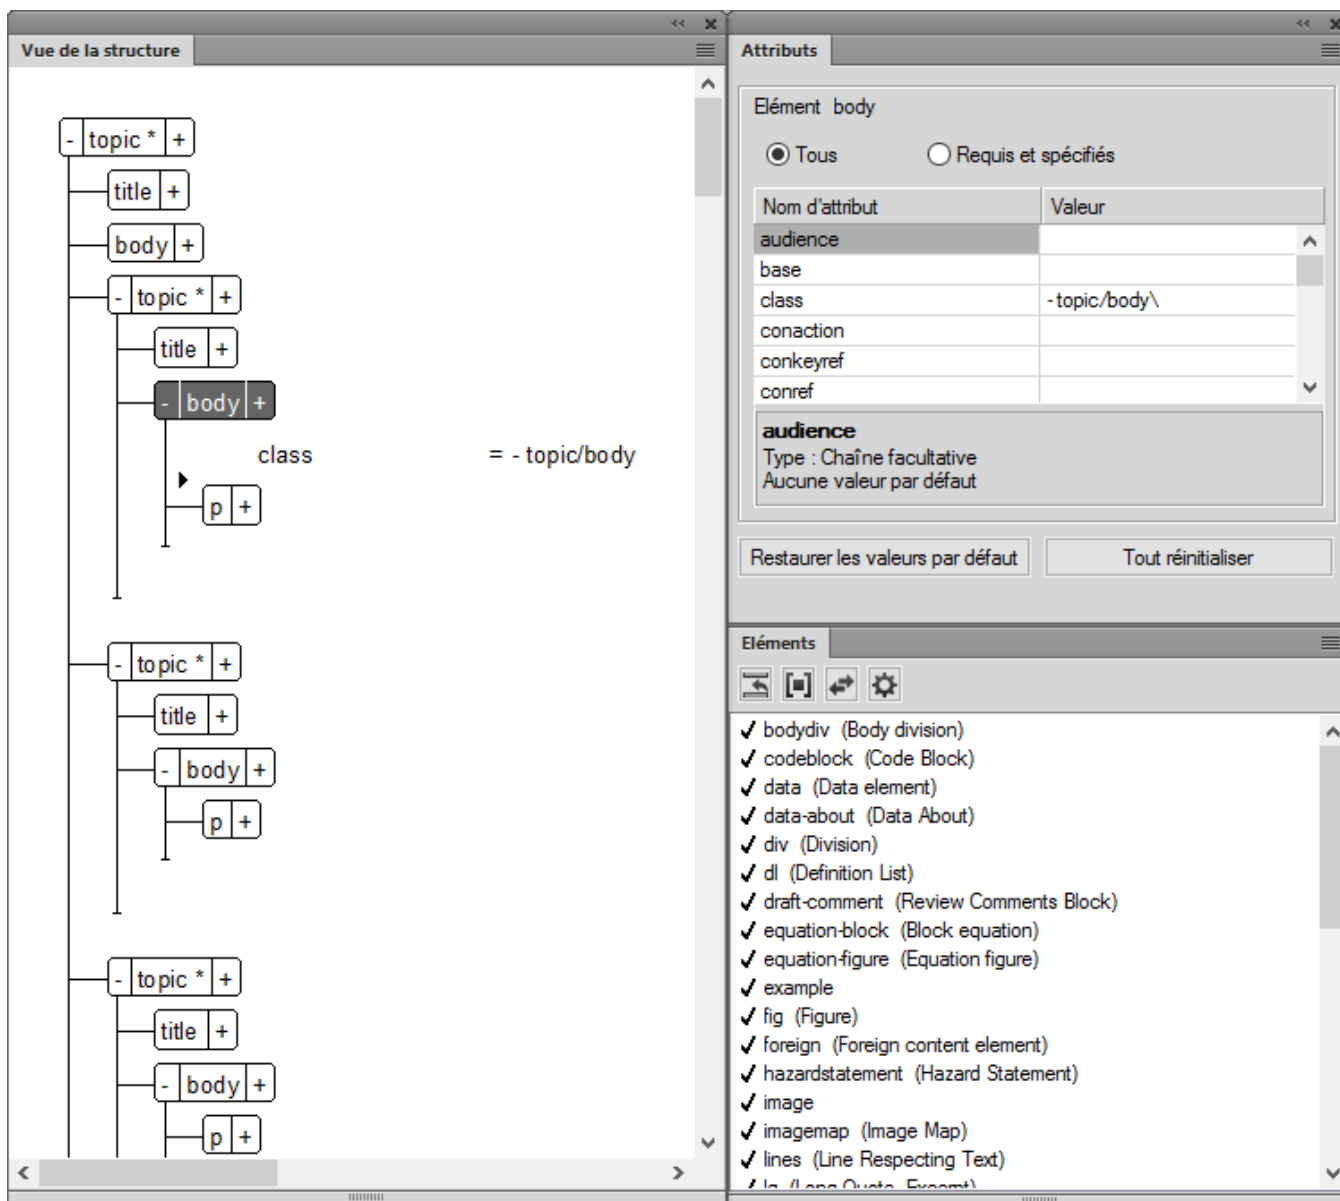 Vue de la structure
- topic * +
title +
body +
- topic * +
title +
- body +
class = - topic/body
p +
- topic * +
title +
- body +
p +
- topic * +
title +
- body +
p +
Attributs
Elément body
Tous Requis et spécifiés
Nom d'attribut Valeur
audience
base
class - topic/body\
conaction
conkeyref
conref
audience
Type : Chaîne facultative
Aucune valeur par défaut
Restaurer les valeurs par défaut Tout réinitialiser
Eléments
bodydiv (Body division)
codeblock (Code Block)
data (Data element)
data-about (Data About)
div (Division)
dl (Definition List)
draft-comment (Review Comments Block)
equation-block (Block equation)
equation-figure (Equation figure)
example
fig (Figure)
foreign (Foreign content element)
hazardstatement (Hazard Statement)
image
imagemap (Image Map)
lines (Line Respecting Text)